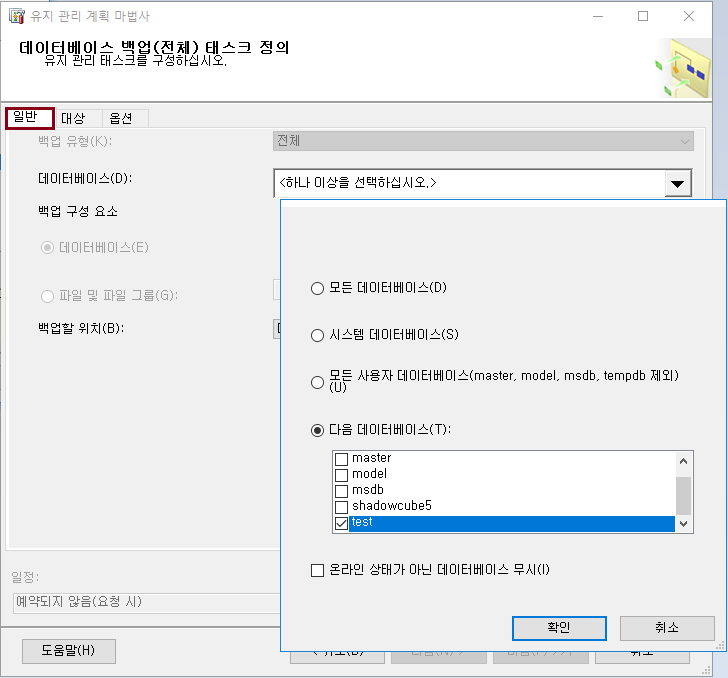 유지 관리 계획 마법사
데이터베이스 백업(전체) 태스크 정의
유지 관리 태스크를 구성하십시오.
일반 대상 옵션
백업 유형(K): 전체
데이터베이스(D): <하나 이상을 선택하십시오.>
백업 구성 요소
데이터베이스(E)
파일 및 파일 그룹(G):
백업할 위치(B):
모든 데이터베이스(D)
시스템 데이터베이스(S)
모든 사용자 데이터베이스(master, model, msdb, tempdb 제외)
(U)
다음 데이터베이스(T):
master
model
msdb
shadowcube5
test
온라인 상태가 아닌 데이터베이스 무시(I)
확인 취소
일정:
예약되지 않음(요청 시)
도움말(H)